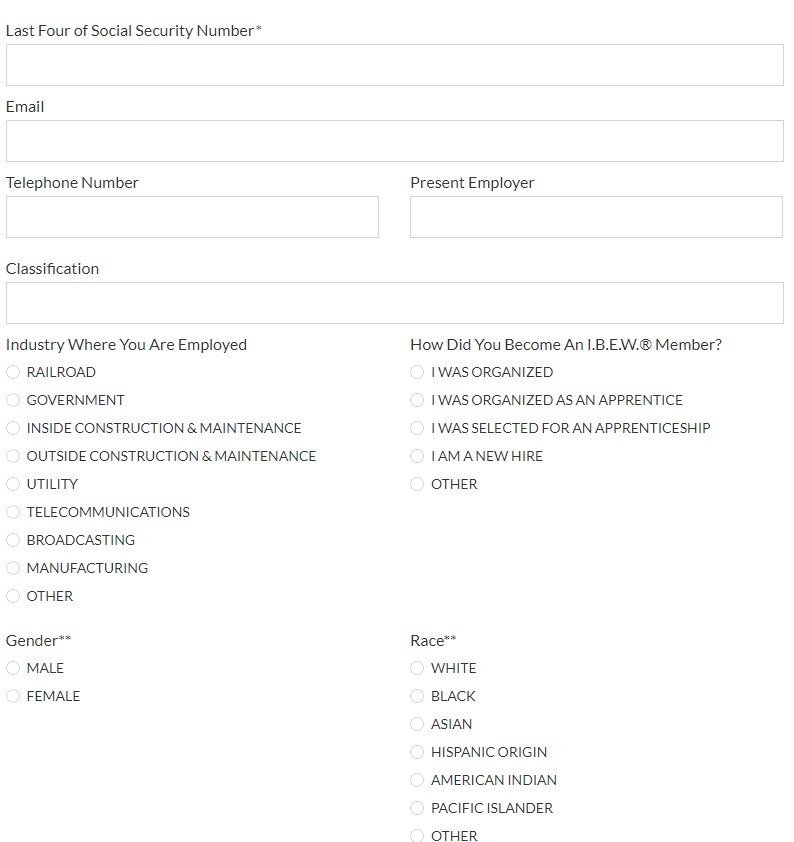 Last Four of Social Security Number*
Email
Telephone Number
Present Employer
Classification
Industry Where You Are Employed
RAILROAD
GOVERNMENT
INSIDE CONSTRUCTION & MAINTENANCE
OUTSIDE CONSTRUCTION & MAINTENANCE
UTILITY
TELECOMMUNICATIONS
BROADCASTING
MANUFACTURING
OTHER
How Did You Become An I.B.E.W.® Member?
I WAS ORGANIZED
I WAS ORGANIZED AS AN APPRENTICE
I WAS SELECTED FOR AN APPRENTICESHIP
I AM A NEW HIRE
OTHER
Gender**
MALE
FEMALE
Race**
WHITE
BLACK
ASIAN
HISPANIC ORIGIN
AMERICAN INDIAN
PACIFIC ISLANDER
OTHER